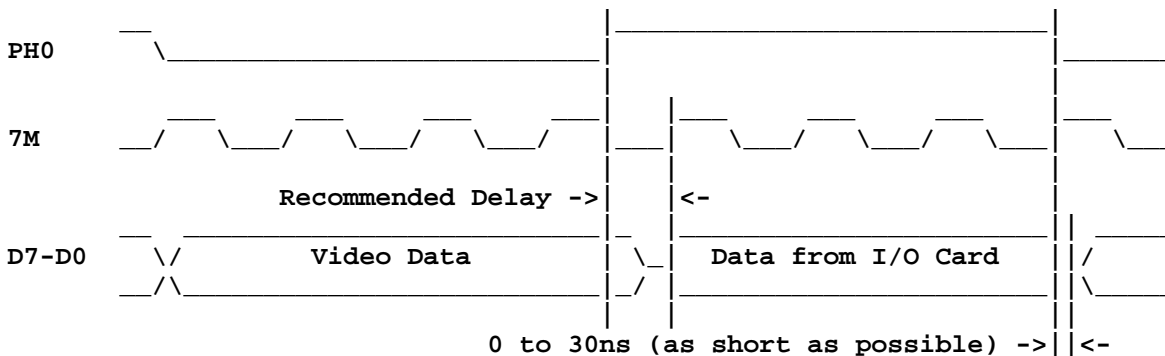 PH0
7M
Recommended Delay ->| |<-
D7-D0 Video Data Data from I/O Card
0 to 30ns (as short as possible) ->||<-